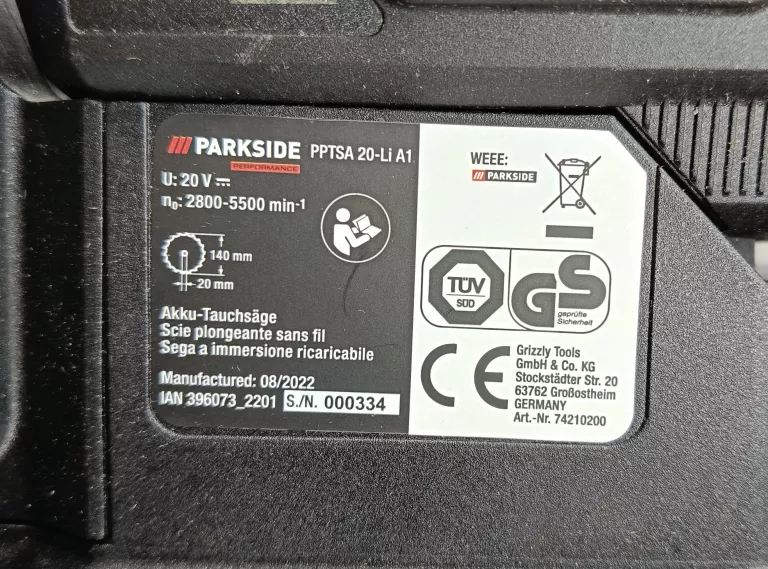 PARKSIDE PPTSA 20-Li A1
PERFORMANCE
U: 20 V ⎓
n₀: 2800-5500 min⁻¹
140 mm
20 mm
Akku-Tauchsäge
Scie plongeante sans fil
Sega a immersione ricaricabile
Manufactured: 08/2022
IAN 396073_2201 S./N. 000334
WEEE:
PARKSIDE
TÜV
SÜD
GS
geprüfte
Sicherheit
CE
Grizzly Tools
GmbH & Co. KG
Stockstädter Str. 20
63762 Großostheim
GERMANY
Art.-Nr. 74210200